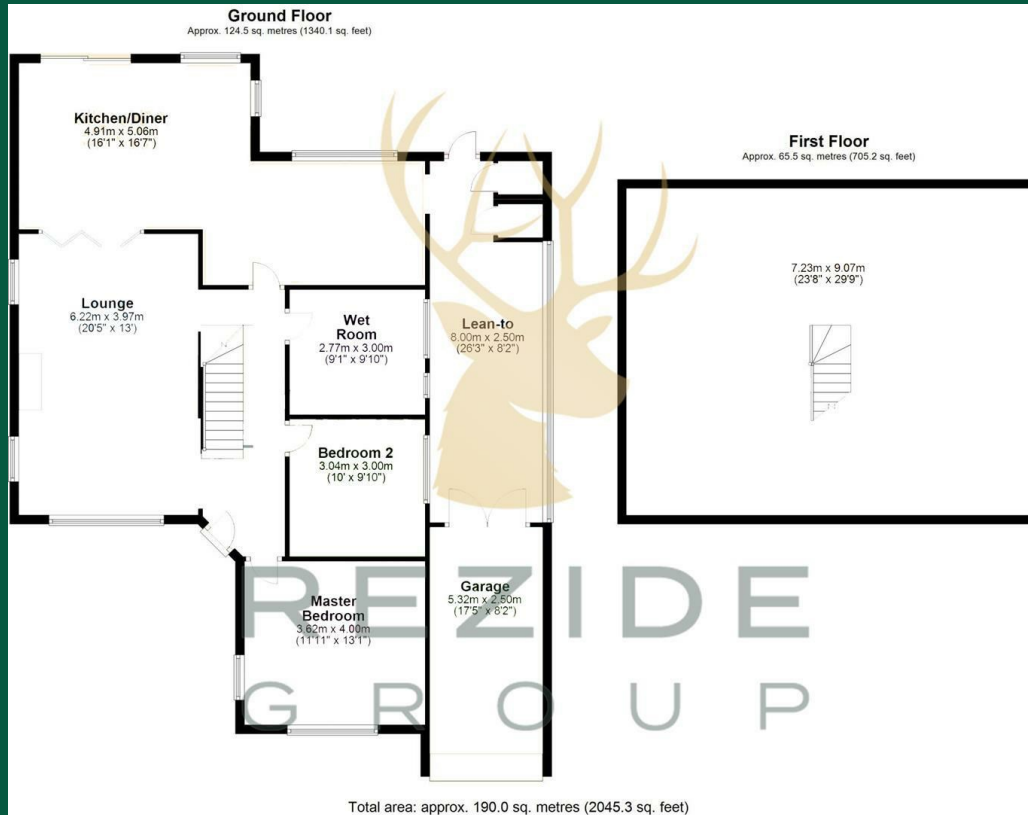 Ground Floor
Approx. 124.5 sq. metres (1340.1 sq. feet)
Kitchen/Diner
4.91m x 5.06m
(16'1" x 16'7")
First Floor
Approx. 65.5 sq. metres (705.2 sq. feet)
7.23m x 9.07m
(23'8" x 29'9")
Lounge
6.22m x 3.97m
(20'5" x 13')
Wet
Room
2.77m x 3.00m
(9'1" x 9'10")
Lean-to
8.00m x 2.50m
(26'3" x 8'2")
Bedroom 2
3.04m x 3.00m
(10' x 9'10")
Master
Bedroom
3.62m x 4.00m
(11'11" x 13'1")
Garage
5.32m x 2.50m
(17'5" x 8'2")
REZIDE
GROUP
Total area: approx. 190.0 sq. metres (2045.3 sq. feet)